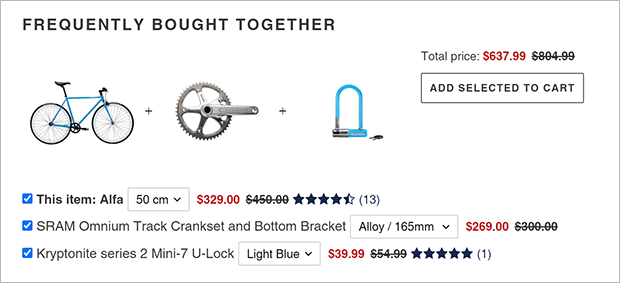 FREQUENTLY BOUGHT TOGETHER
Total price: $637.99 $804.99
ADD SELECTED TO CART
+ +
This item: Alfa 50 cm $329.00 $450.00 (13)
SRAM Omnium Track Crankset and Bottom Bracket Alloy / 165mm $269.00 $300.00
Kryptonite series 2 Mini-7 U-Lock Light Blue $39.99 $54.99 (1)